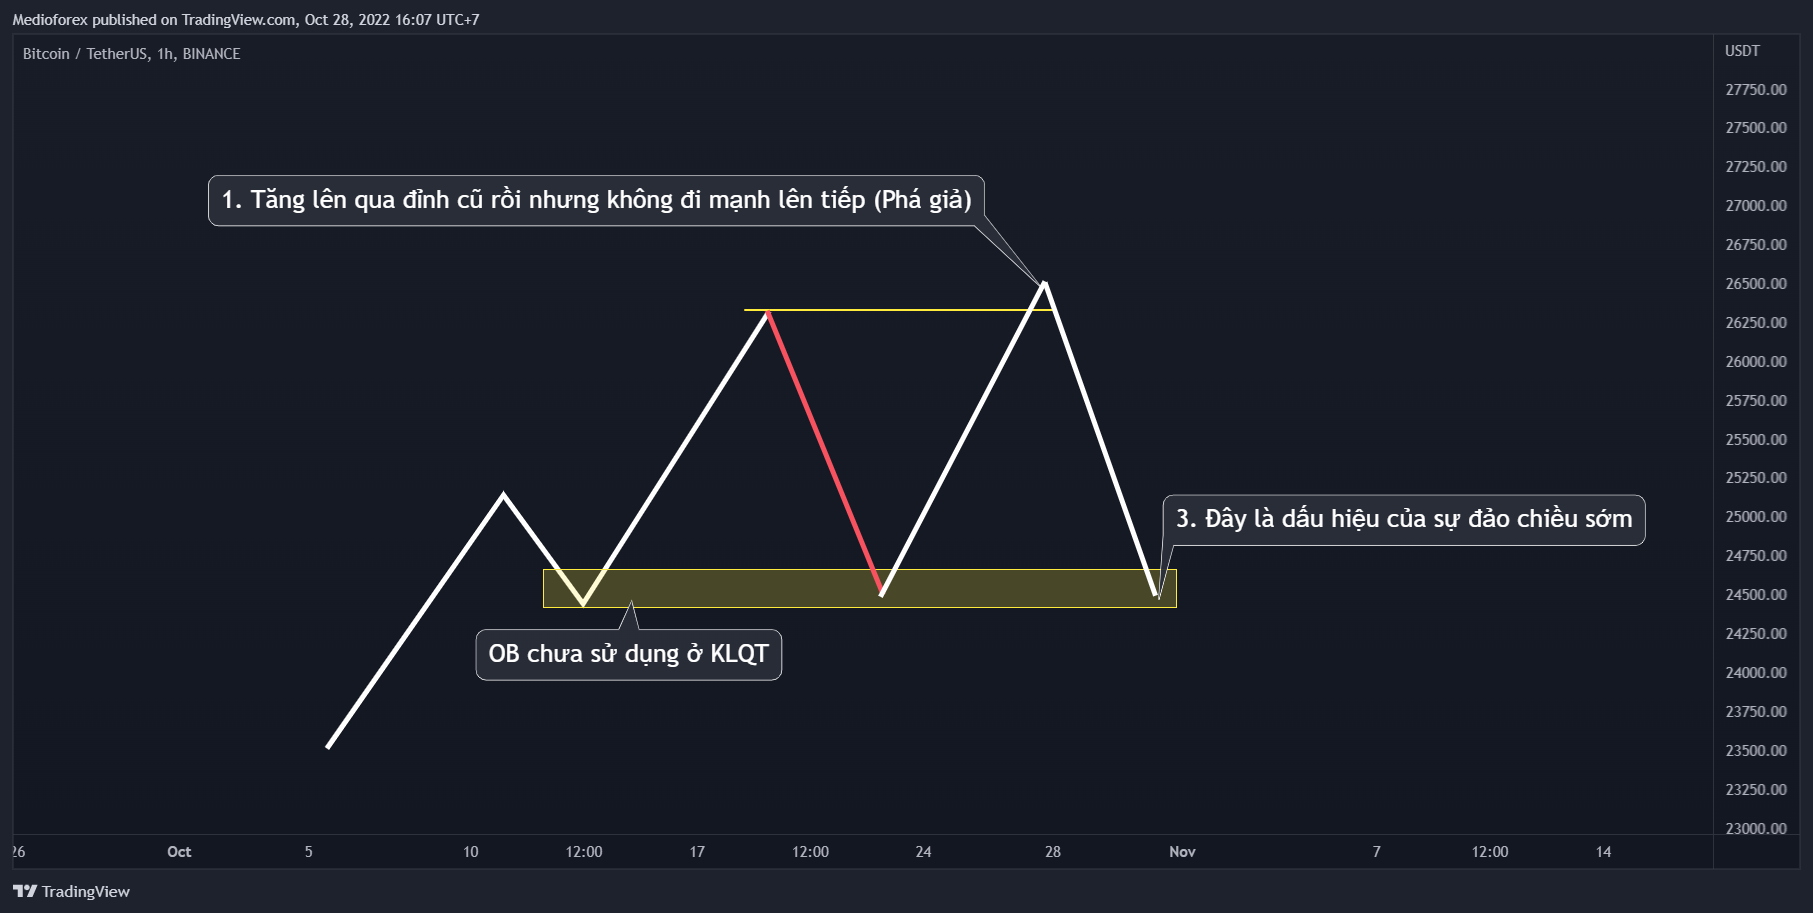 Medioforex published on TradingView.com, Oct 28, 2022 16:07 UTC+7
Bitcoin / TetherUS, 1h, BINANCE
USDT
27750.00
27500.00
27250.00
1. Tăng lên qua đỉnh cũ rồi nhưng không đi mạnh lên tiếp (Phá giả)
27000.00
26750.00
26500.00
26250.00
26000.00
25750.00
25500.00
25250.00
3. Đây là dấu hiệu của sự đảo chiều sớm
25000.00
24750.00
24500.00
24250.00
OB chưa sử dụng ở KLQT
24000.00
23750.00
23500.00
23250.00
23000.00
26 Oct 5 10 12:00 17 12:00 24 28 Nov 7 12:00 14
TradingView